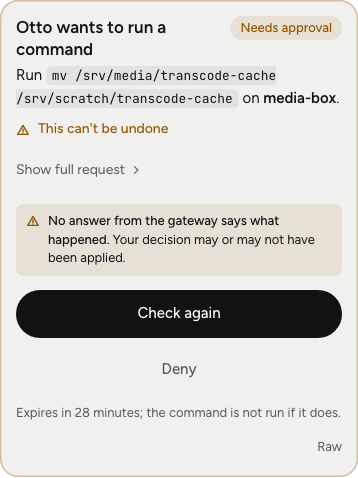 Otto wants to run a
command
Needs approval
Run mv /srv/media/transcode-cache
/srv/scratch/transcode-cache on media-box.
This can't be undone
Show full request
No answer from the gateway says what
happened. Your decision may or may not have
been applied.
Check again
Deny
Expires in 28 minutes; the command is not run if it does.
Raw